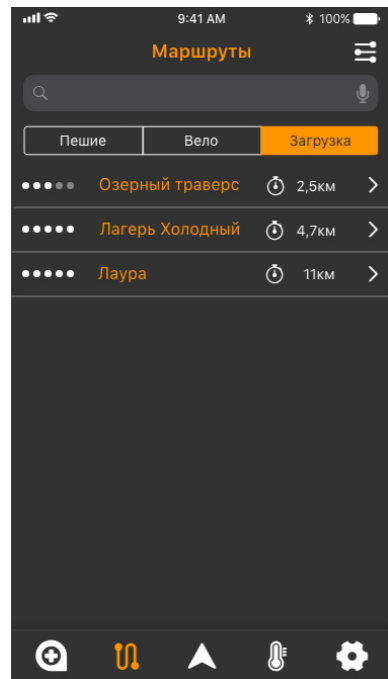 9:41 AM 100%
Маршруты
Пешие Вело Загрузка
Озерный траверс 2,5км
Лагерь Холодный 4,7км
Лаура 11км